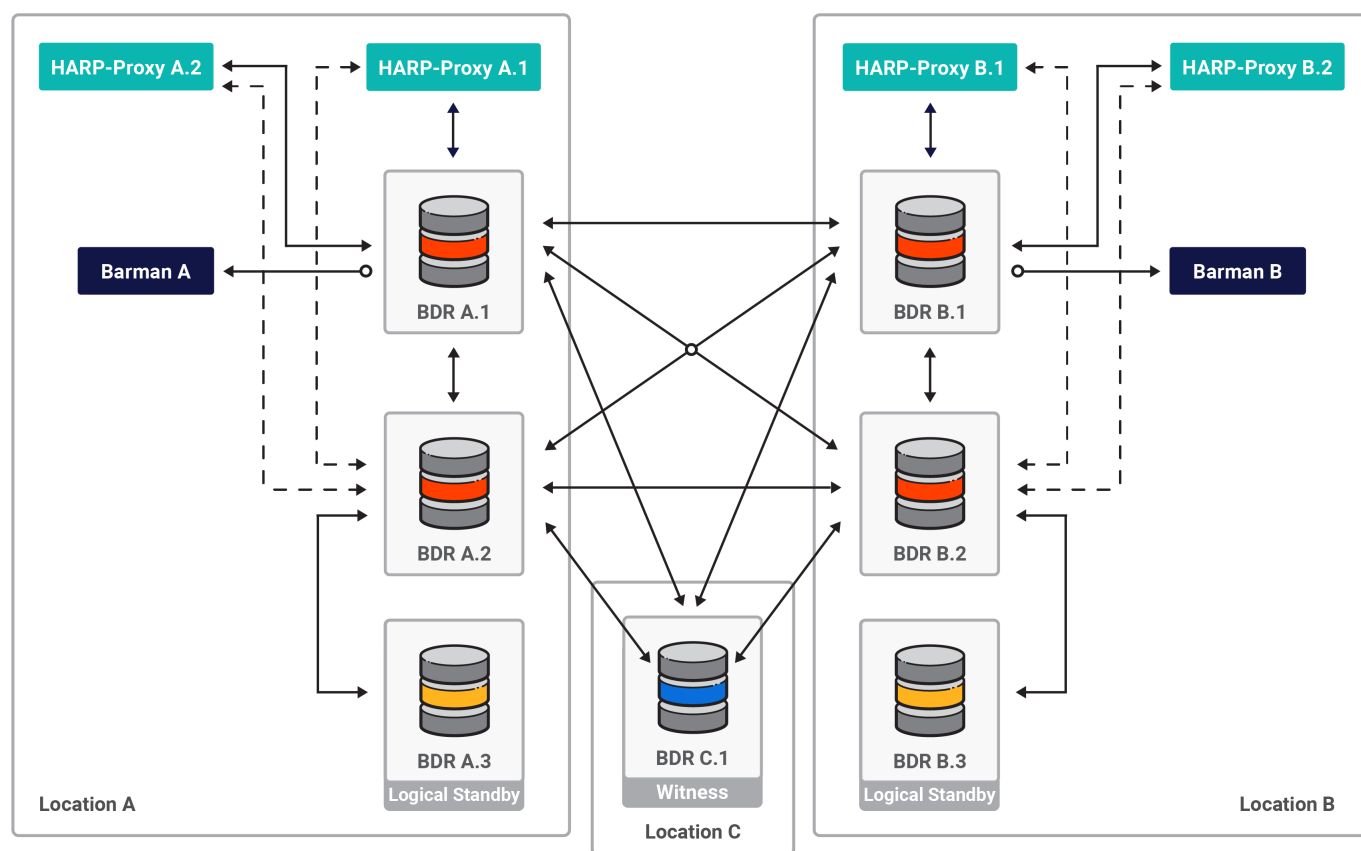 HARP-Proxy A.2
HARP-Proxy A.1
HARP-Proxy B.1
HARP-Proxy B.2
Barman A
BDR A.1
BDR B.1
Barman B
BDR A.2
BDR B.2
BDR A.3
Logical Standby
BDR C.1
Witness
BDR B.3
Logical Standby
Location A
Location C
Location B